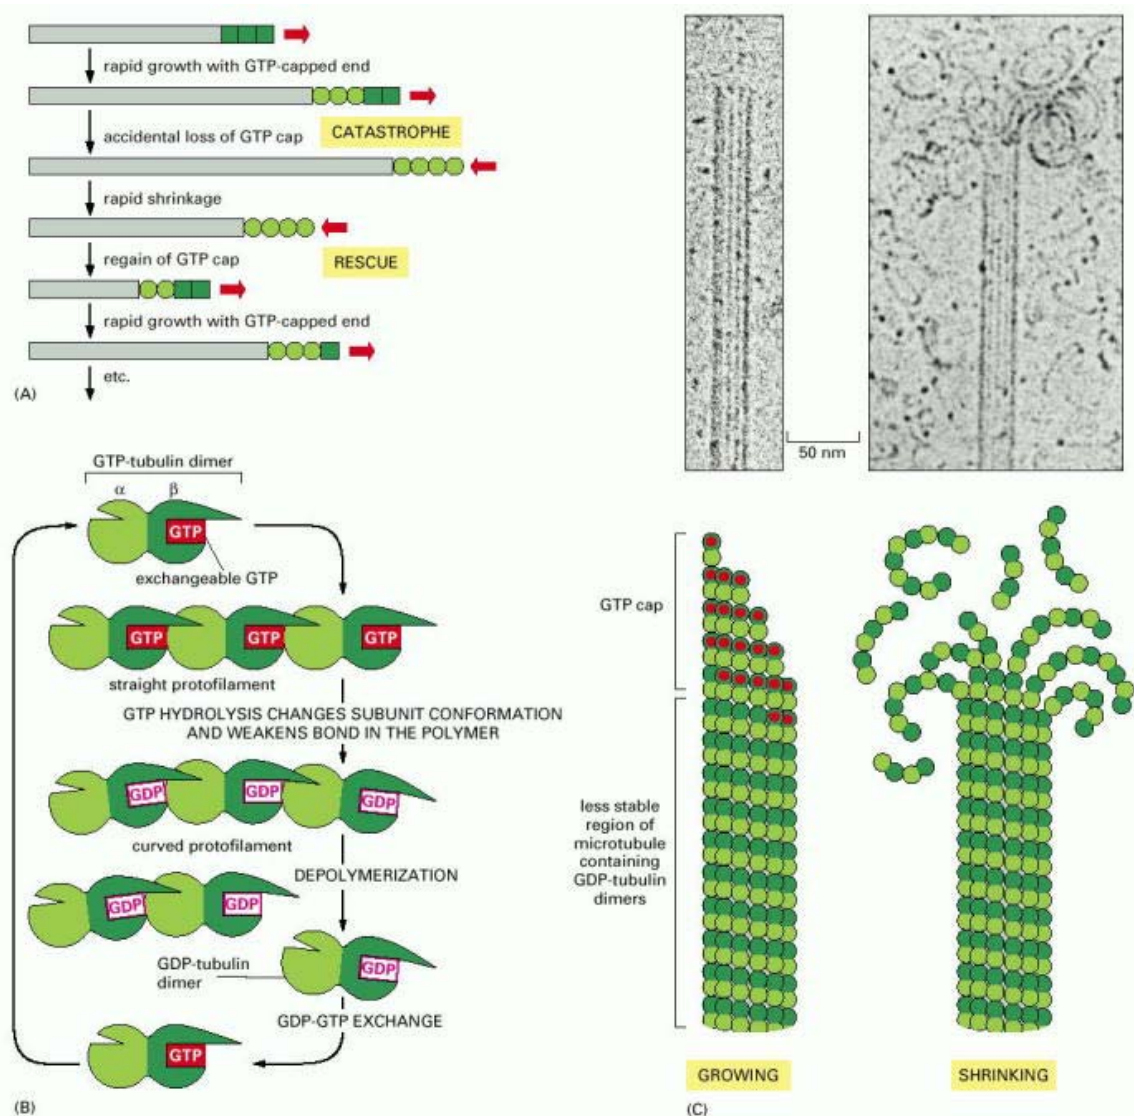 rapid growth with GTP-capped end
accidental loss of GTP cap
CATASTROPHE
rapid shrinkage
regain of GTP cap
RESCUE
rapid growth with GTP-capped end
etc.
(A)
50 nm
GTP-tubulin dimer
α β
GTP
exchangeable GTP
GTP GTP GTP
straight protofilament
GTP HYDROLYSIS CHANGES SUBUNIT CONFORMATION
AND WEAKENS BOND IN THE POLYMER
GDP GDP GDP
curved protofilament
DEPOLYMERIZATION
GDP GDP
GDP-tubulin
dimer
GDP
GDP-GTP EXCHANGE
GTP
(B)
GTP cap
less stable
region of
microtubule
containing
GDP-tubulin
dimers
GROWING
SHRINKING
(C)